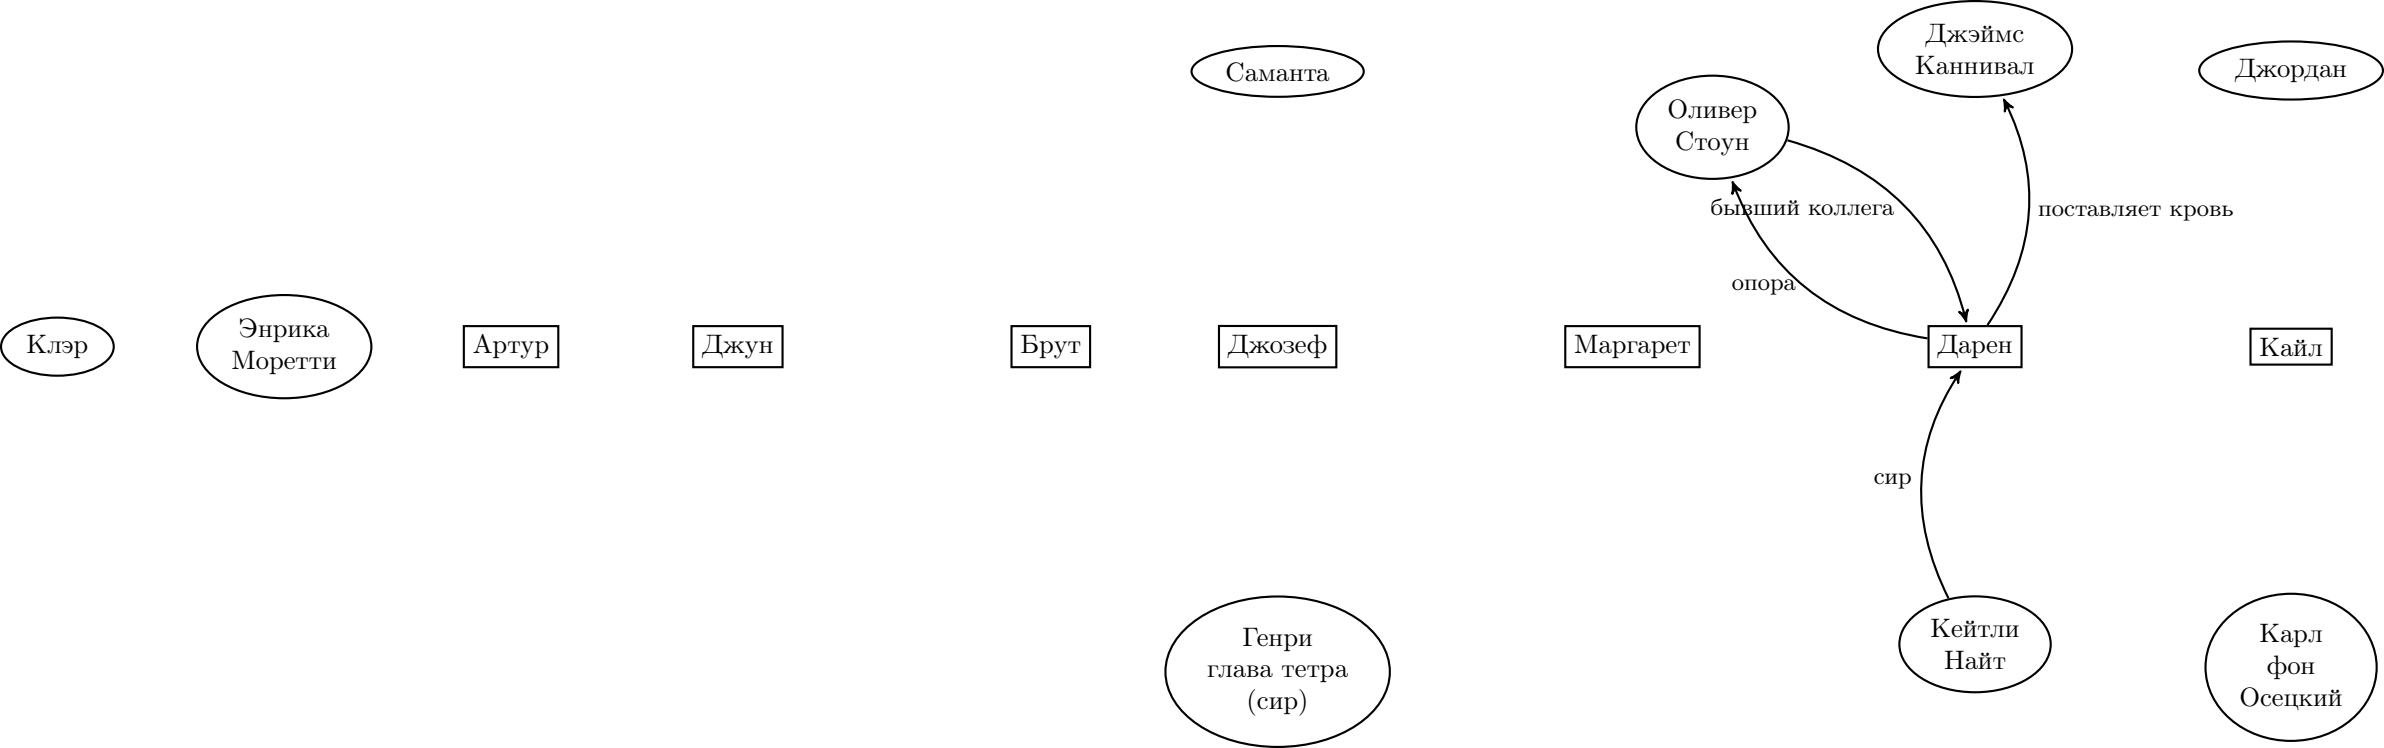 Джэймс
Каннивал
Саманта
Джордан
Оливер
Стоун
бывший коллега
поставляет кровь
опора
Клэр
Энрика
Моретти
Артур
Джун
Брут
Джозеф
Маргарет
Дарен
Кайл
сир
Генри
глава тетра
(сир)
Кейтли
Найт
Карл
фон
Осецкий